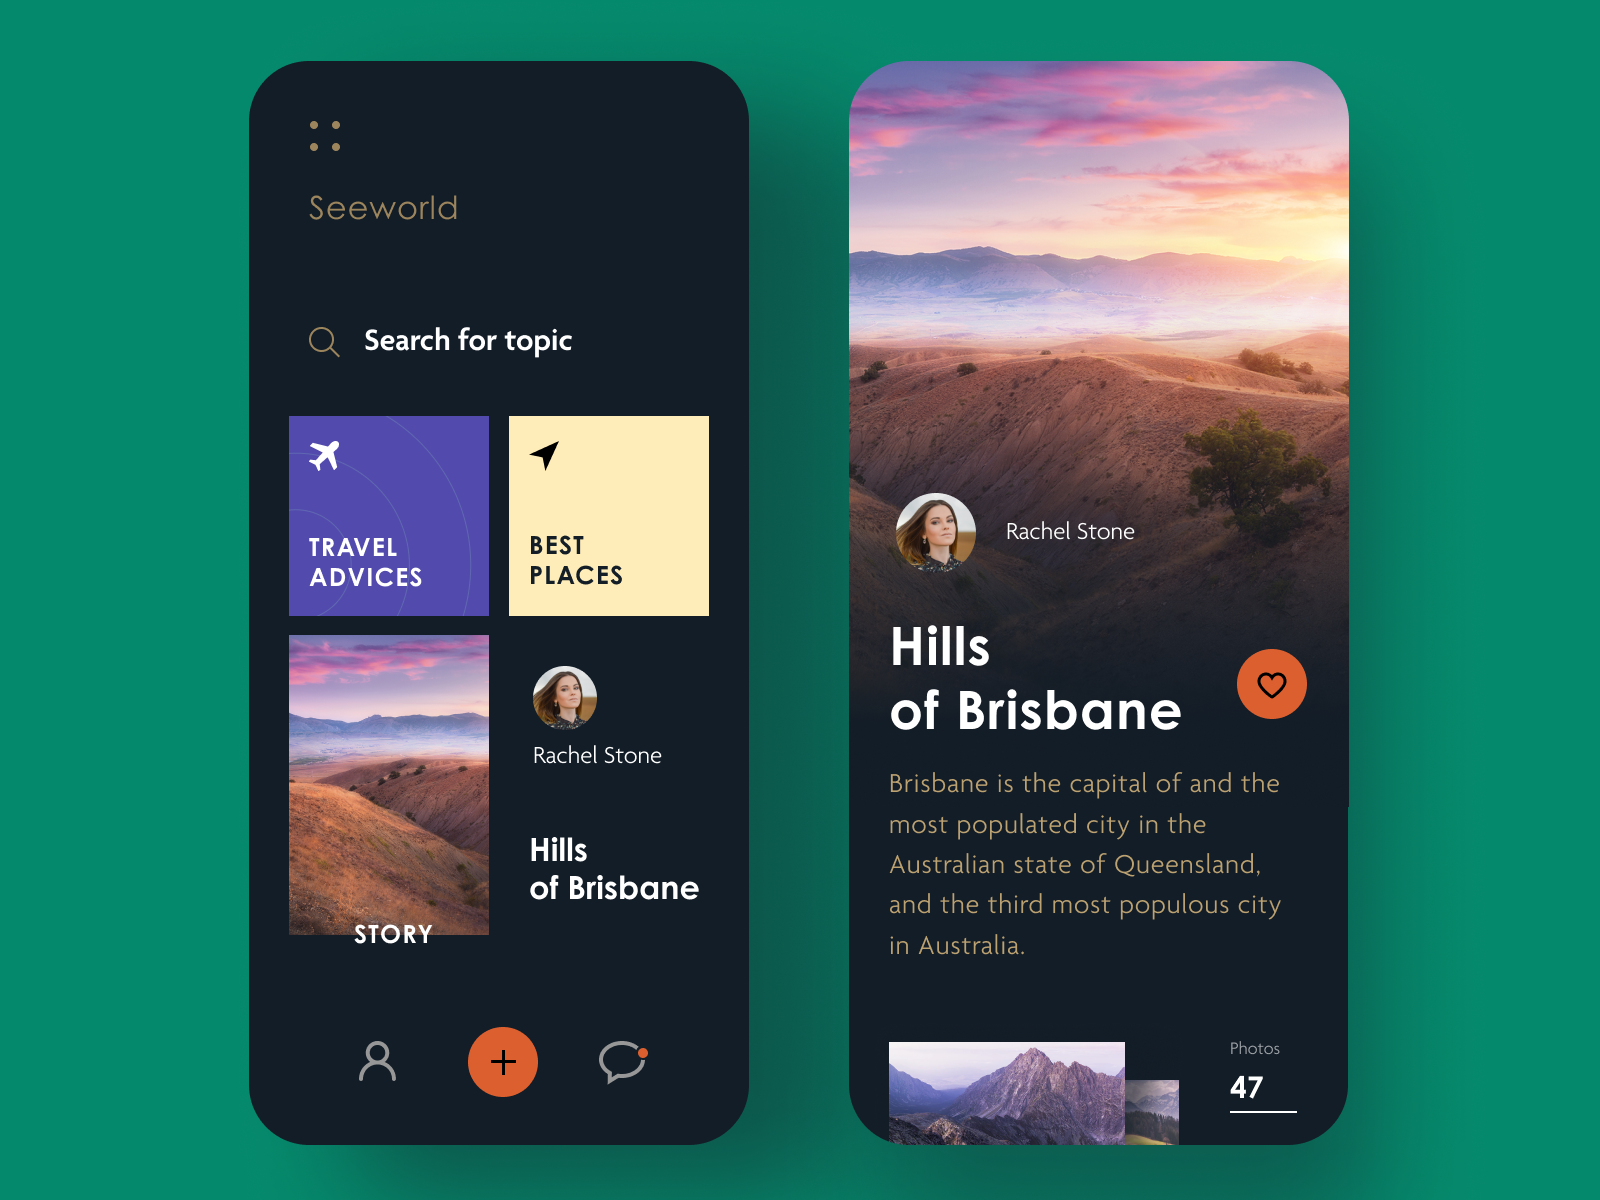 Seeworld
Search for topic
TRAVEL
ADVICES
BEST
PLACES
Rachel Stone
Hills
of Brisbane
STORY
Rachel Stone
Hills
of Brisbane
Brisbane is the capital of and the
most populated city in the
Australian state of Queensland,
and the third most populous city
in Australia.
Photos
47